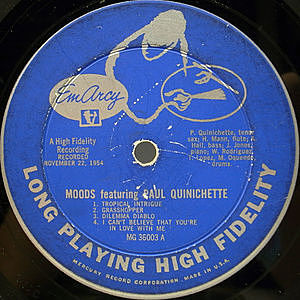 EmArcy
A High Fidelity
Recording
RECORDED
NOVEMBER 22, 1954
P. Quinichette, tenor
sax; H. Mann, flute; A.
Hall, bass; J. Jones,
piano; W. Rodriguez,
T. Lopez, M. Oquendo,
drums.
MOODS featuring PAUL QUINICHETTE
1. TROPICAL INTRIGUE
2. GRASSHOPPER
3. DILEMMA DIABLO
4. I CAN'T BELIEVE THAT YOU'RE
IN LOVE WITH ME
MG 36003 A
LONG PLAYING HIGH FIDELITY
MERCURY RECORD CORPORATION. MADE IN U.S.A.